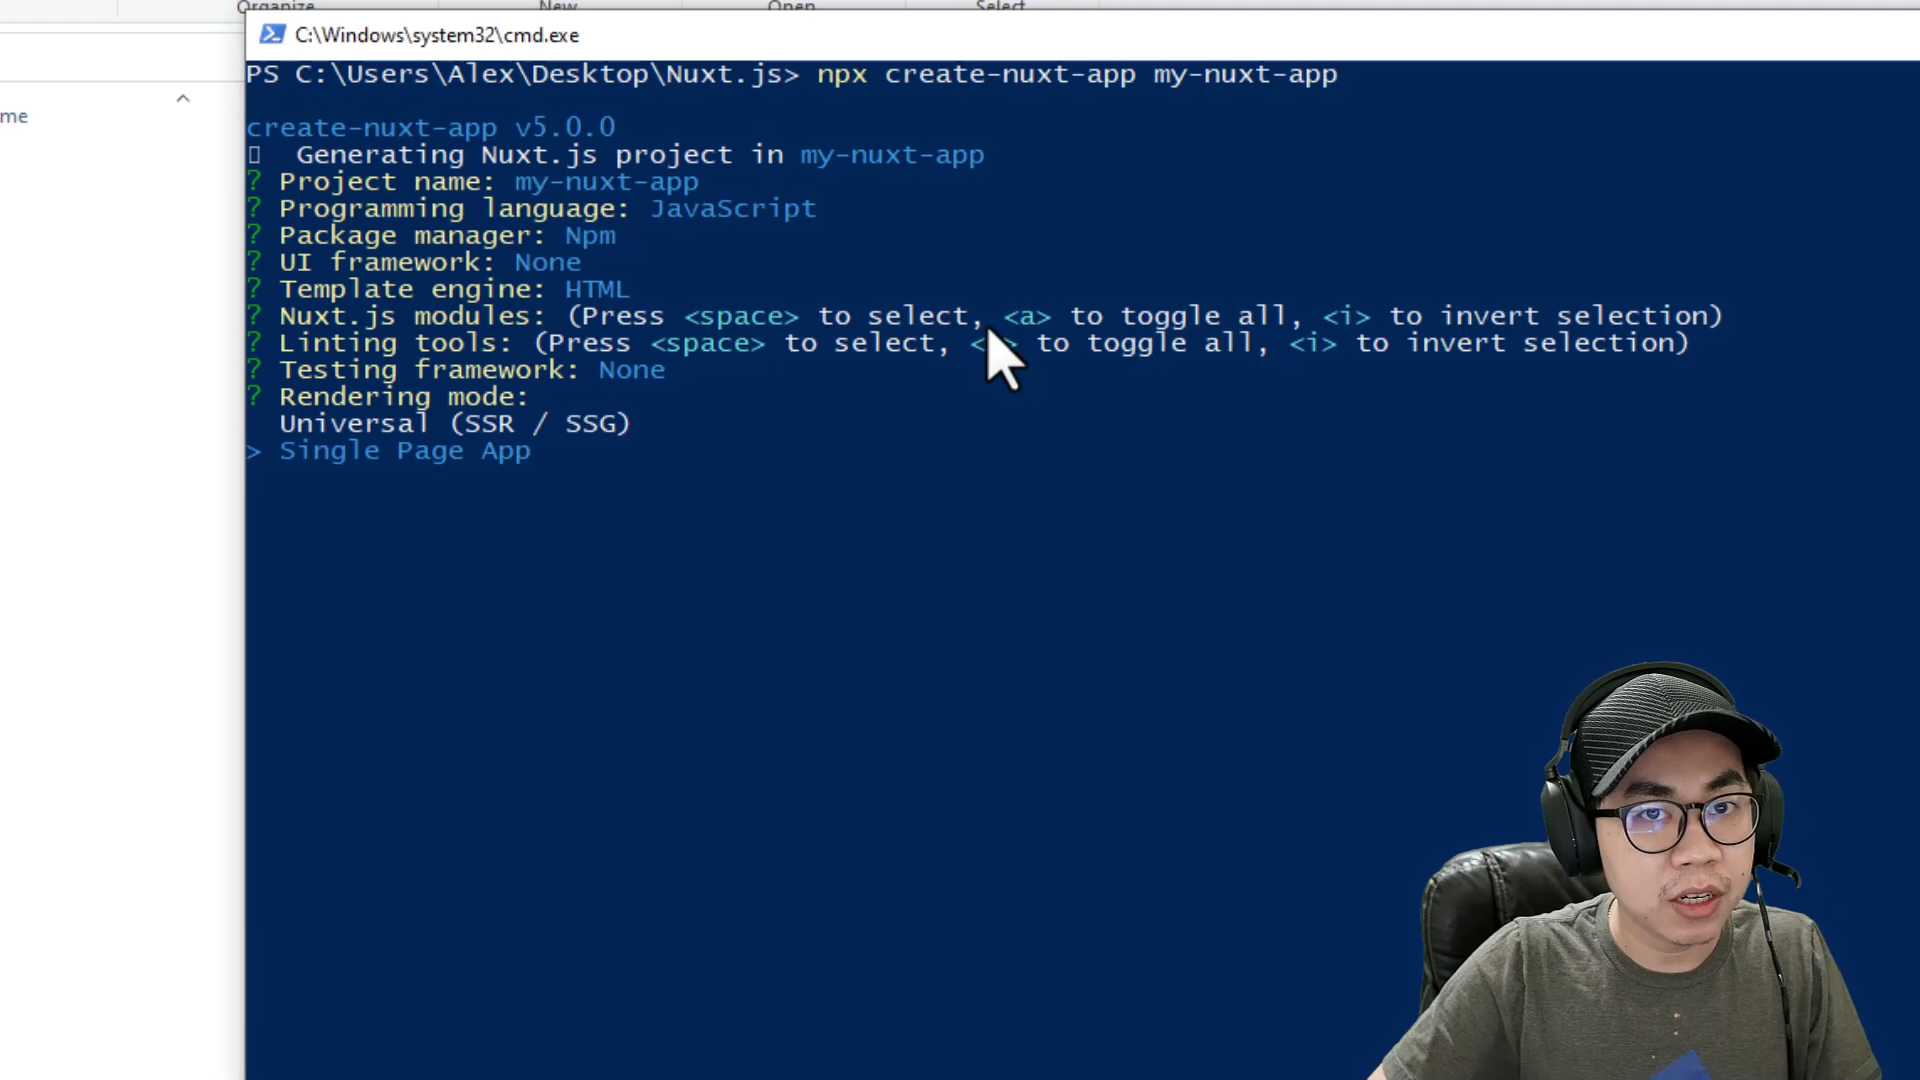 Organize
New
Open
Select
C:\Windows\system32\cmd.exe
me
PS C:\Users\Alex\Desktop\Nuxt.js> npx create-nuxt-app my-nuxt-app
create-nuxt-app v5.0.0
Generating Nuxt.js project in my-nuxt-app
? Project name: my-nuxt-app
? Programming language: JavaScript
? Package manager: Npm
? UI framework: None
? Template engine: HTML
? Nuxt.js modules: (Press <space> to select, <a> to toggle all, <i> to invert selection)
? Linting tools: (Press <space> to select, to toggle all, <i> to invert selection)
? Testing framework: None
? Rendering mode:
Universal (SSR / SSG)
> Single Page App